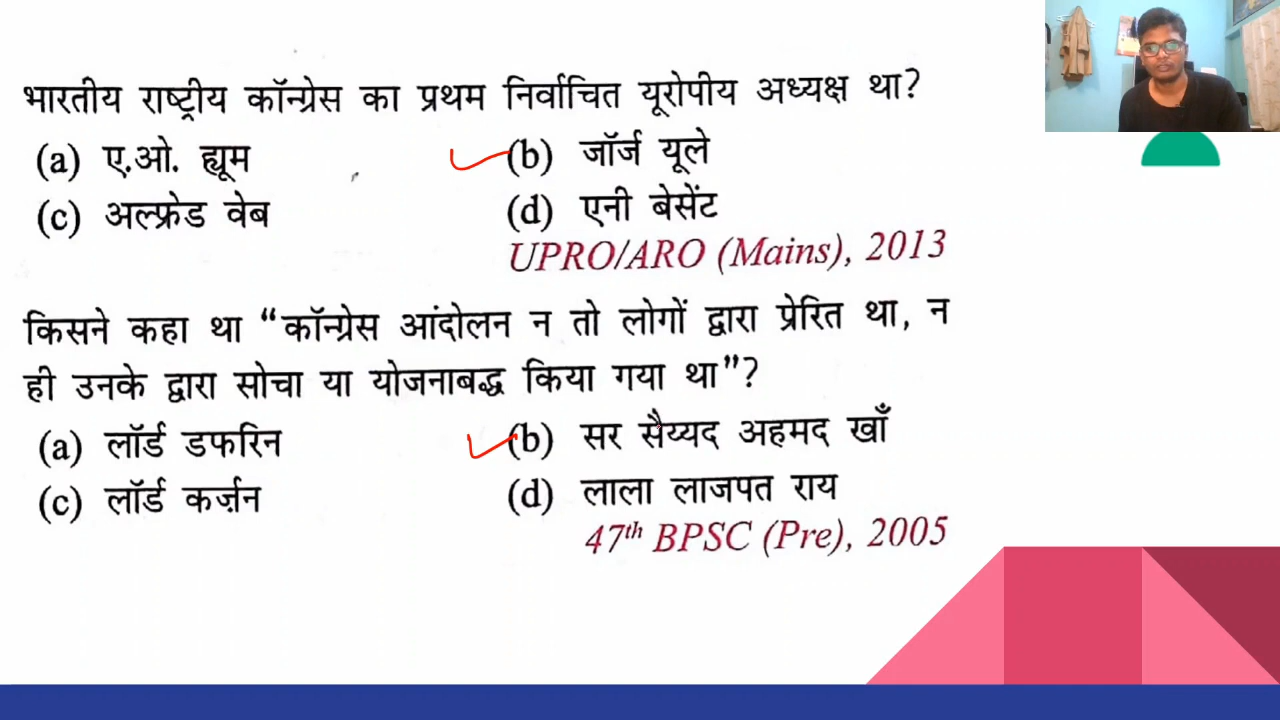 भारतीय राष्ट्रीय कॉन्ग्रेस का प्रथम निर्वाचित यूरोपीय अध्यक्ष था?
(a) ए.ओ. ह्यूम (b) जॉर्ज यूले
(c) अल्फ्रेड वेब (d) एनी बेसेंट
UPRO/ARO (Mains), 2013
किसने कहा था “कॉन्ग्रेस आंदोलन न तो लोगों द्वारा प्रेरित था, न
ही उनके द्वारा सोचा या योजनाबद्ध किया गया था”?
(a) लॉर्ड डफरिन (b) सर सैय्यद अहमद खाँ
(c) लॉर्ड कर्ज़न (d) लाला लाजपत राय
47th BPSC (Pre), 2005